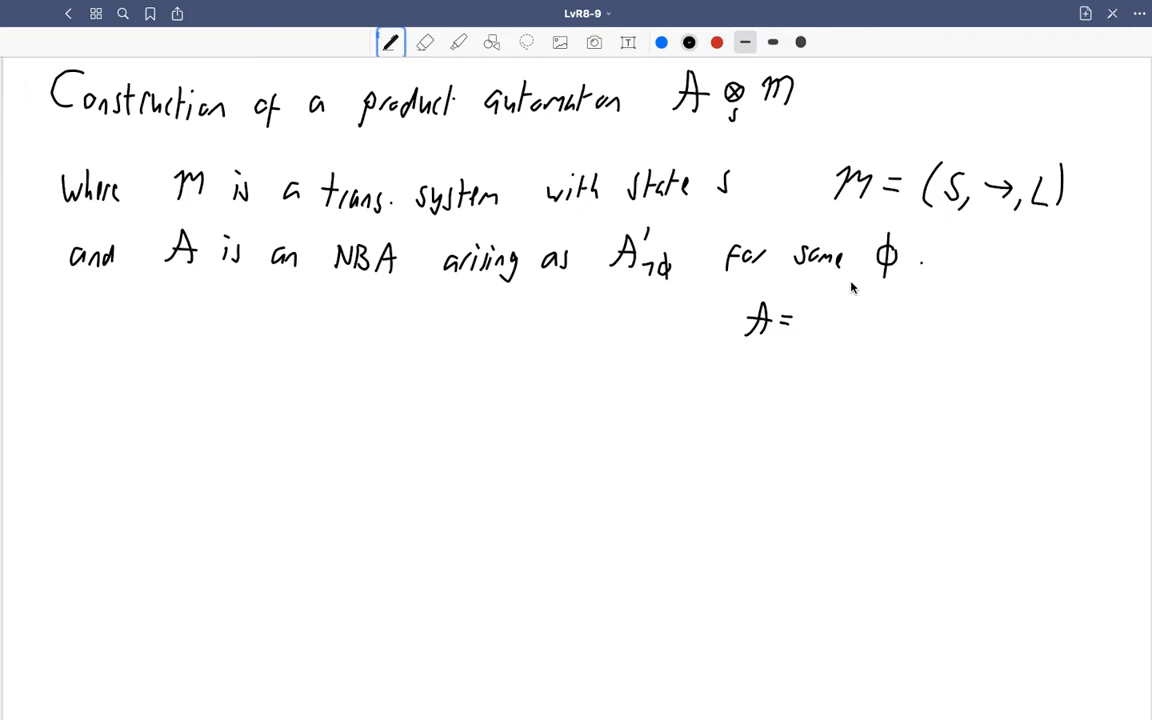 LvR8-9
Construction of a product automaton A ⊗s M
Where M is a trans. system with state s M = (S, →, L)
and A is an NBA arising as A'¬ϕ for some ϕ.
A =